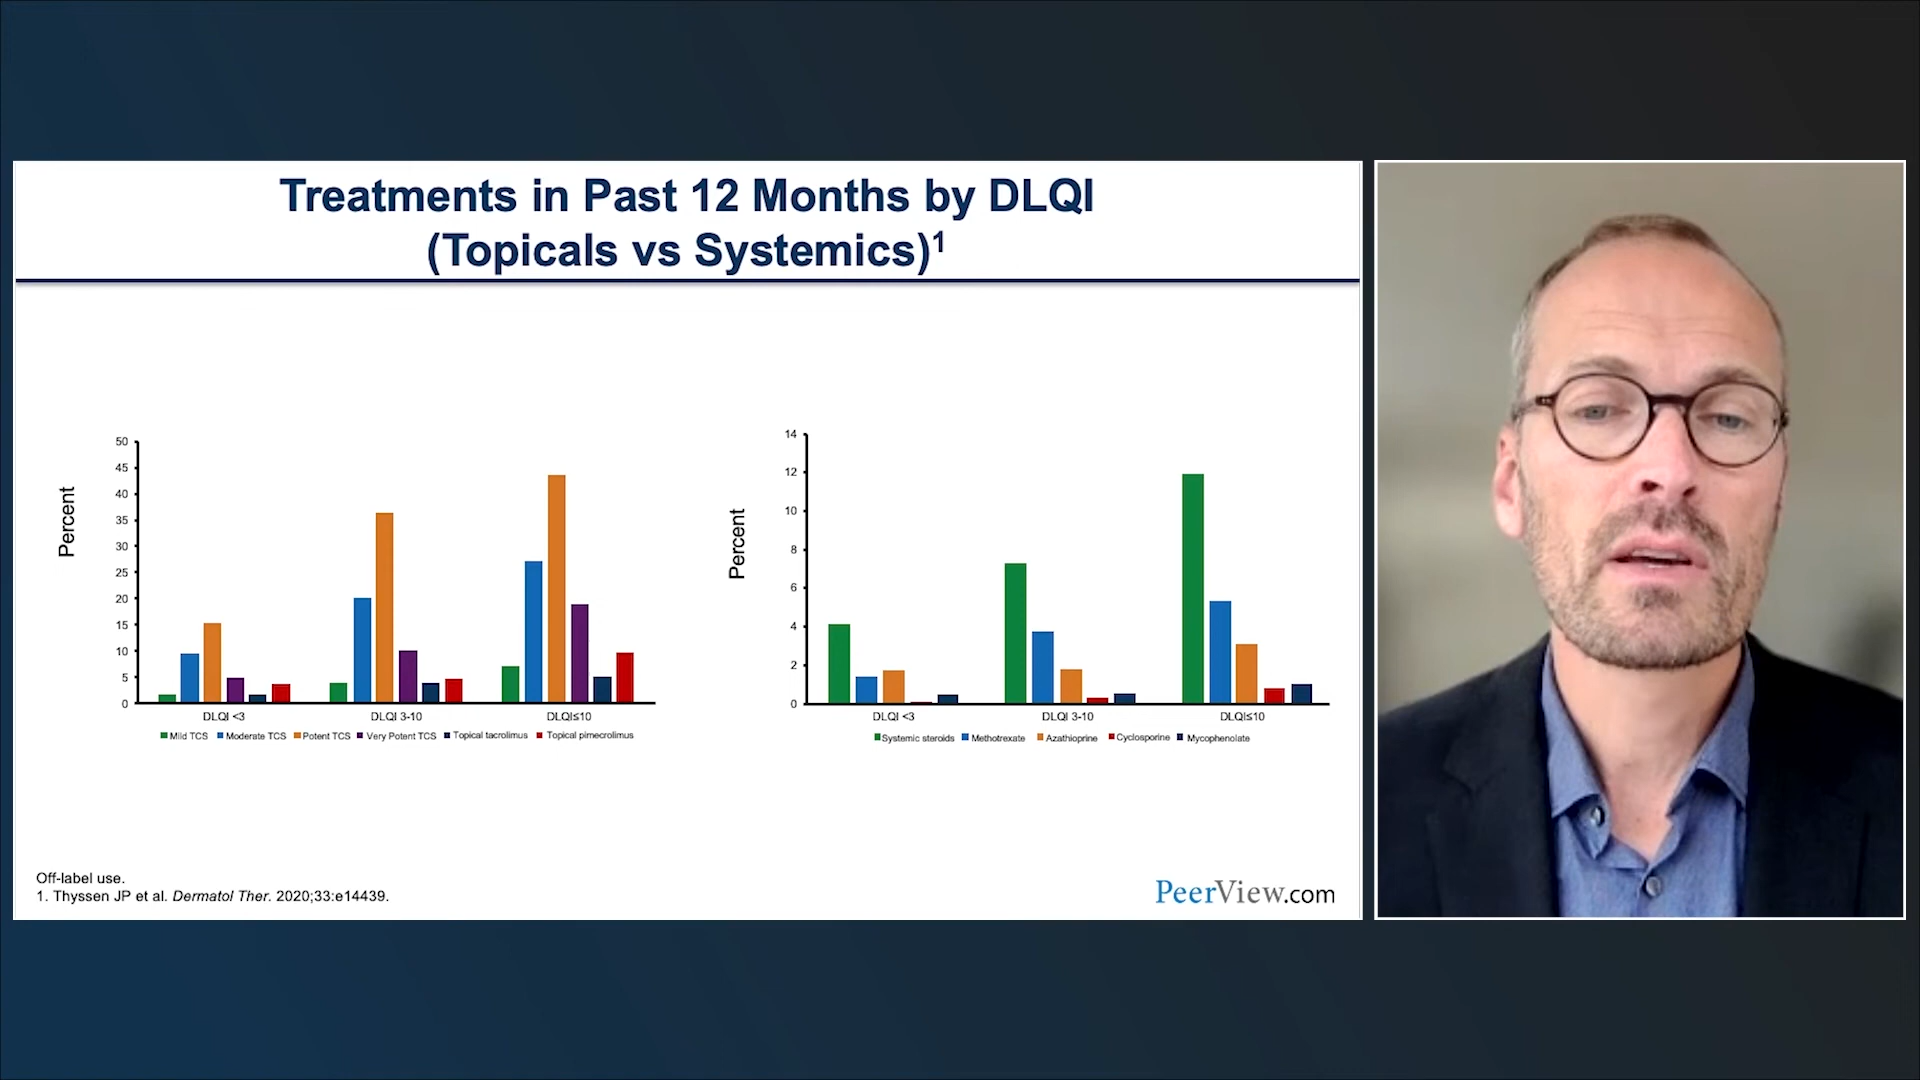 Treatments in Past 12 Months by DLQI
(Topicals vs Systemics)¹
Percent
50
45
40
35
30
25
20
15
10
5
0
DLQI <3 DLQI 3-10 DLQI≤10
Mild TCS Moderate TCS Potent TCS Very Potent TCS Topical tacrolimus Topical pimecrolimus
Percent
14
12
10
8
6
4
2
0
DLQI <3 DLQI 3-10 DLQI≤10
Systemic steroids Methotrexate Azathioprine Cyclosporine Mycophenolate
Off-label use.
1. Thyssen JP et al. Dermatol Ther. 2020;33:e14439.
PeerView.com